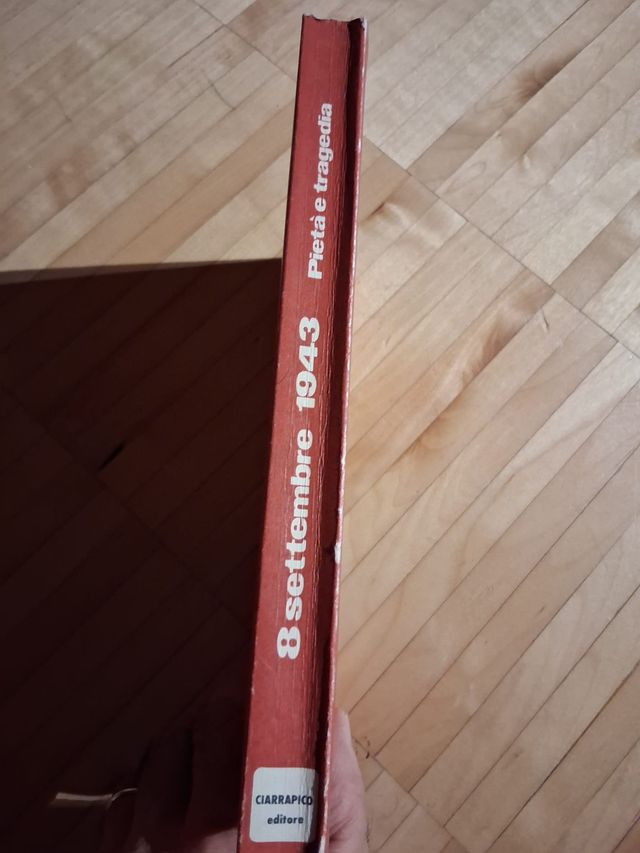 8 settembre 1943 Pietà e tragedia
CIARRAPICO
editore